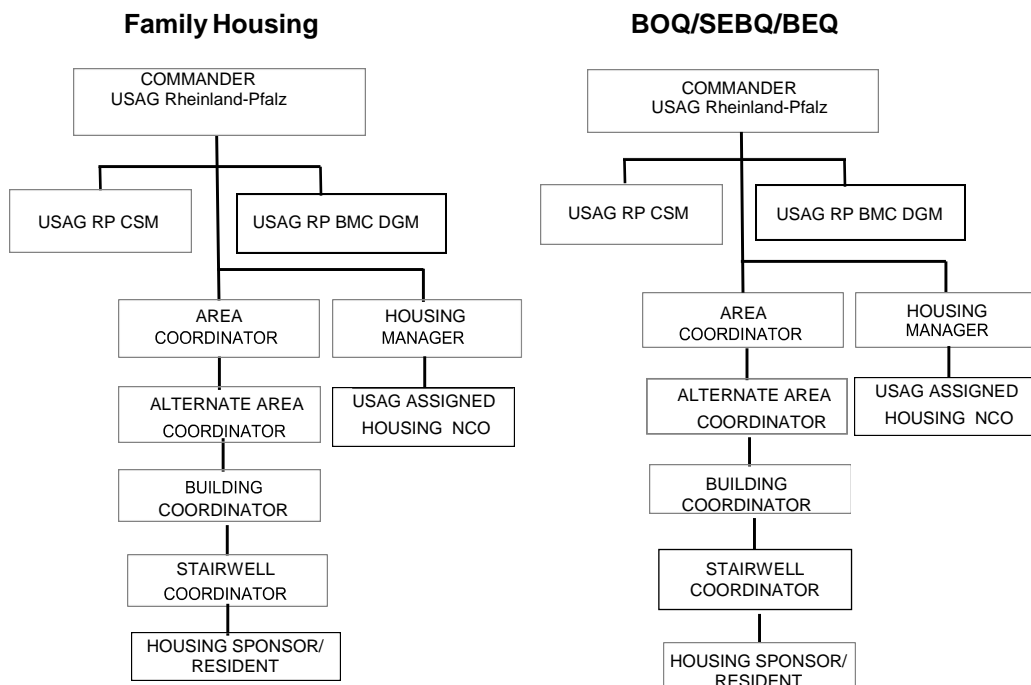 Family Housing
COMMANDER
USAG Rheinland-Pfalz
USAG RP CSM
USAG RP BMC DGM
AREA
COORDINATOR
HOUSING
MANAGER
ALTERNATE AREA
COORDINATOR
USAG ASSIGNED
HOUSING NCO
BUILDING
COORDINATOR
STAIRWELL
COORDINATOR
HOUSING SPONSOR/
RESIDENT
BOQ/SEBQ/BEQ
COMMANDER
USAG Rheinland-Pfalz
USAG RP CSM
USAG RP BMC DGM
AREA
COORDINATOR
HOUSING
MANAGER
ALTERNATE AREA
COORDINATOR
USAG ASSIGNED
HOUSING NCO
BUILDING
COORDINATOR
STAIRWELL
COORDINATOR
HOUSING SPONSOR/
RESIDENT